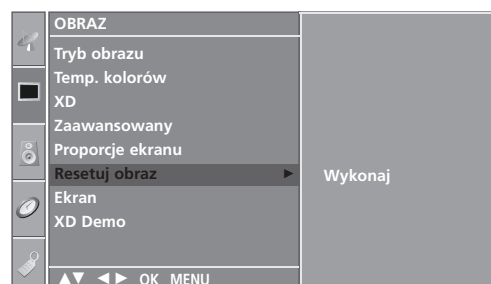 OBRAZ
Tryb obrazu
Temp. kolorów
XD
Zaawansowany
Proporcje ekranu
Resetuj obraz ► Wykonaj
Ekran
XD Demo
▲▼ ◄► OK MENU